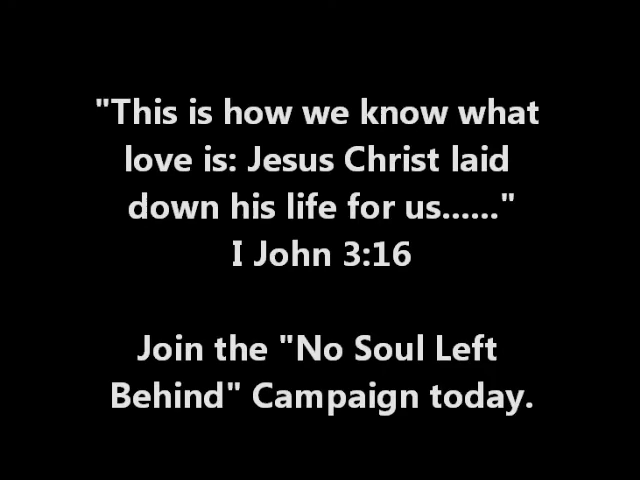 "This is how we know what
love is: Jesus Christ laid
down his life for us......"
I John 3:16
Join the "No Soul Left
Behind" Campaign today.